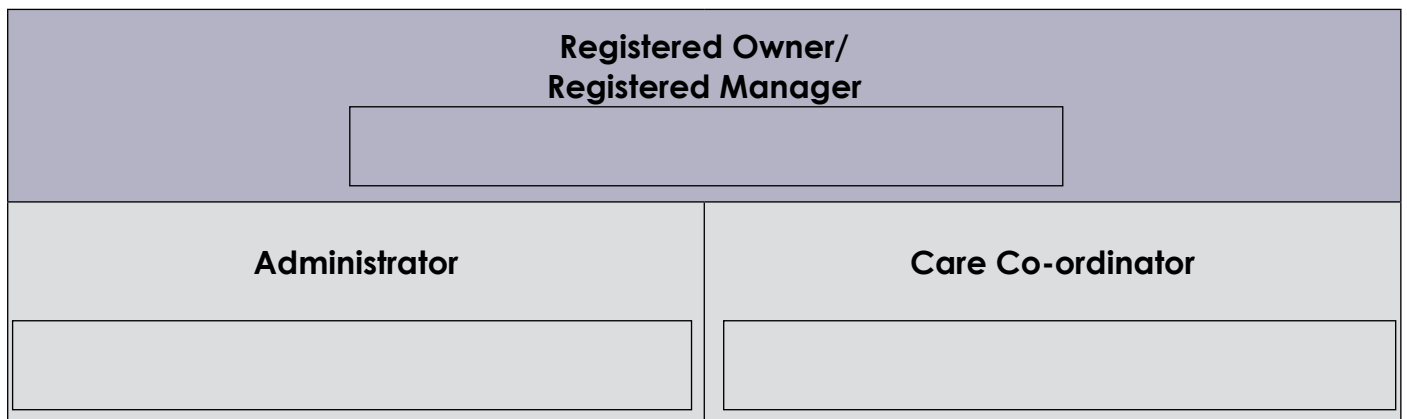 Registered Owner/
Registered Manager
Administrator
Care Co-ordinator